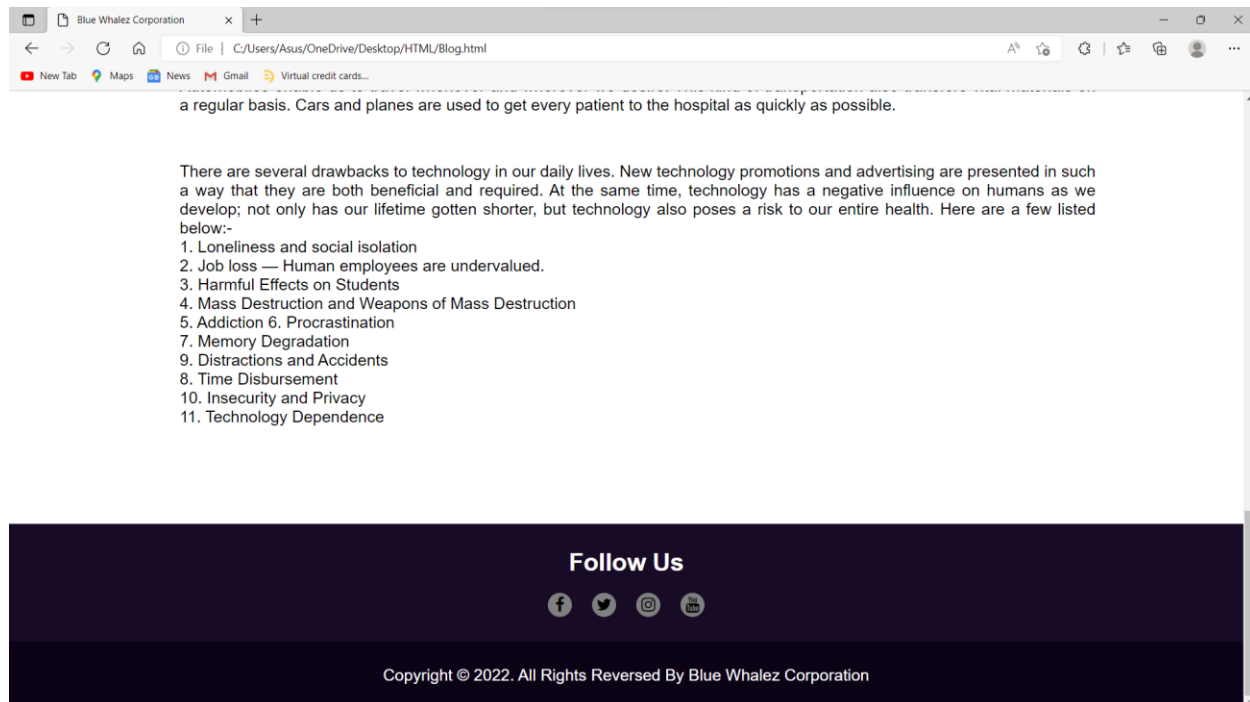 Blue Whalez Corporation
File | C:/Users/Asus/OneDrive/Desktop/HTML/Blog.html
New Tab Maps News Gmail Virtual credit cards...
a regular basis. Cars and planes are used to get every patient to the hospital as quickly as possible.
There are several drawbacks to technology in our daily lives. New technology promotions and advertising are presented in such
a way that they are both beneficial and required. At the same time, technology has a negative influence on humans as we
develop; not only has our lifetime gotten shorter, but technology also poses a risk to our entire health. Here are a few listed
below:-
1. Loneliness and social isolation
2. Job loss — Human employees are undervalued.
3. Harmful Effects on Students
4. Mass Destruction and Weapons of Mass Destruction
5. Addiction 6. Procrastination
7. Memory Degradation
9. Distractions and Accidents
8. Time Disbursement
10. Insecurity and Privacy
11. Technology Dependence
Follow Us
You Tube
Copyright © 2022. All Rights Reversed By Blue Whalez Corporation